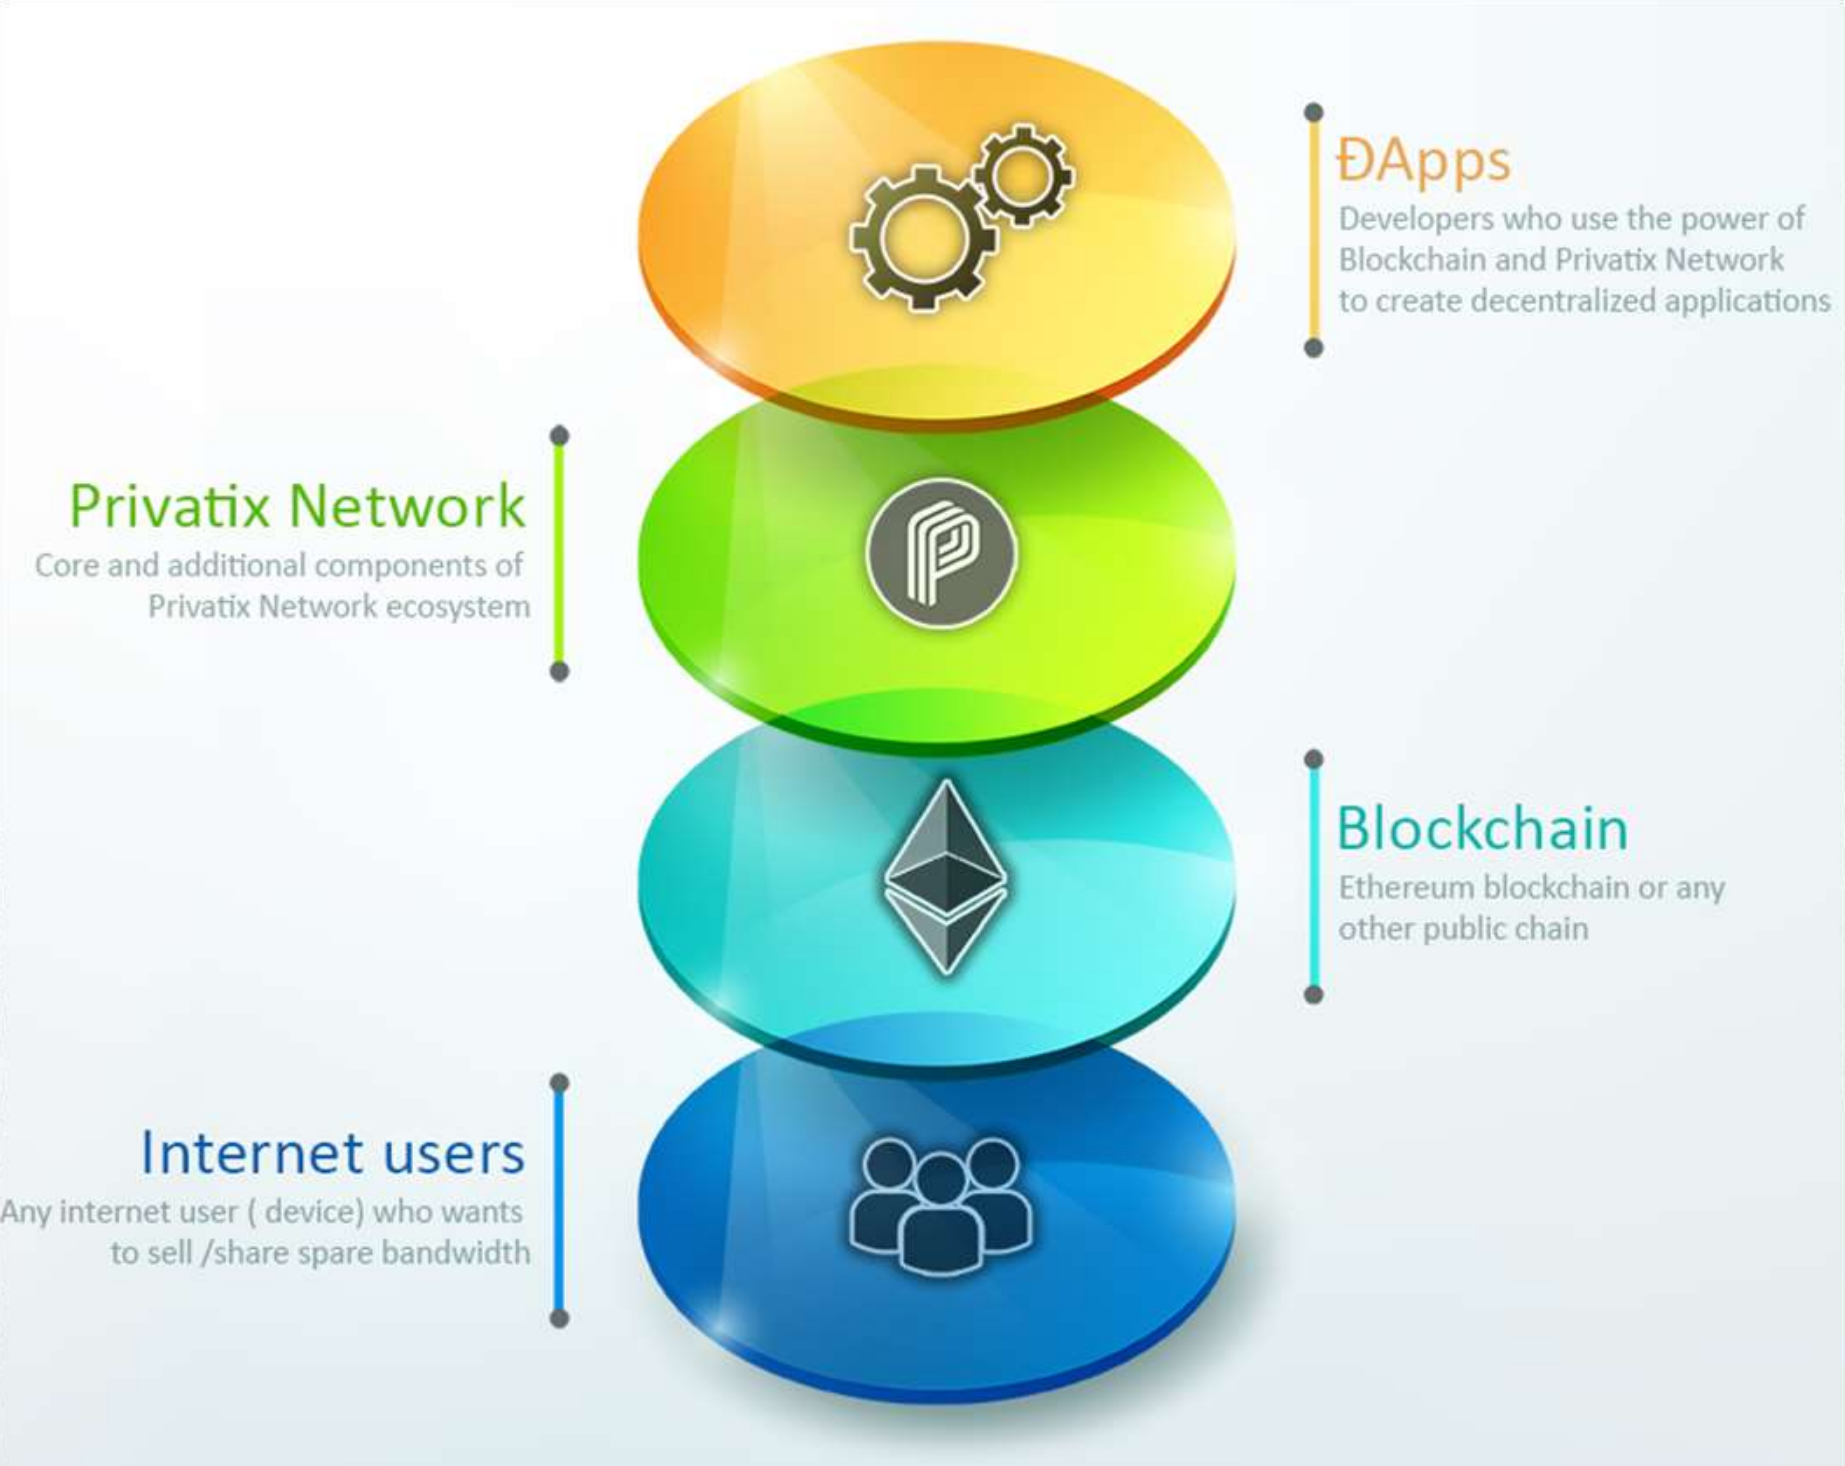 ÐApps
Developers who use the power of
Blockchain and Privatix Network
to create decentralized applications
Privatix Network
Core and additional components of
Privatix Network ecosystem
Blockchain
Ethereum blockchain or any
other public chain
Internet users
Any internet user ( device) who wants
to sell /share spare bandwidth